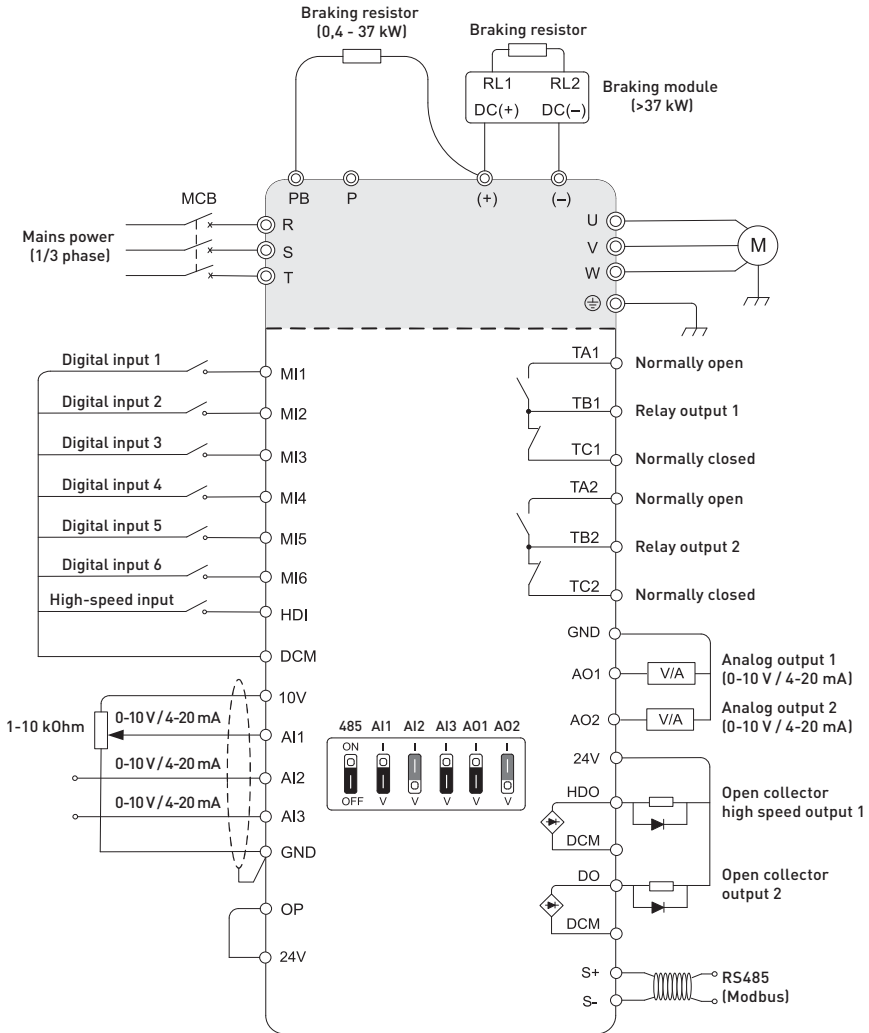 Braking resistor
(0,4 - 37 kW)
Braking resistor
RL1 RL2
DC(+) DC(−)
Braking module
(>37 kW)
PB P (+) (−)
MCB
Mains power
(1/3 phase)
R
S
T
U
V
W
M
Digital input 1
MI1
Digital input 2
MI2
Digital input 3
MI3
Digital input 4
MI4
Digital input 5
MI5
Digital input 6
MI6
High-speed input
HDI
DCM
10V
1-10 kOhm
0-10 V / 4-20 mA
AI1
0-10 V / 4-20 mA
AI2
0-10 V / 4-20 mA
AI3
GND
OP
24V
485 AI1 AI2 AI3 AO1 AO2
ON I I I I I
OFF V V V V V
TA1 Normally open
TB1 Relay output 1
TC1 Normally closed
TA2 Normally open
TB2 Relay output 2
TC2 Normally closed
GND
AO1 V/A
Analog output 1
(0-10 V / 4-20 mA)
AO2 V/A
Analog output 2
(0-10 V / 4-20 mA)
24V
HDO
DCM
Open collector
high speed output 1
DO
DCM
Open collector
output 2
S+
S-
RS485
(Modbus)